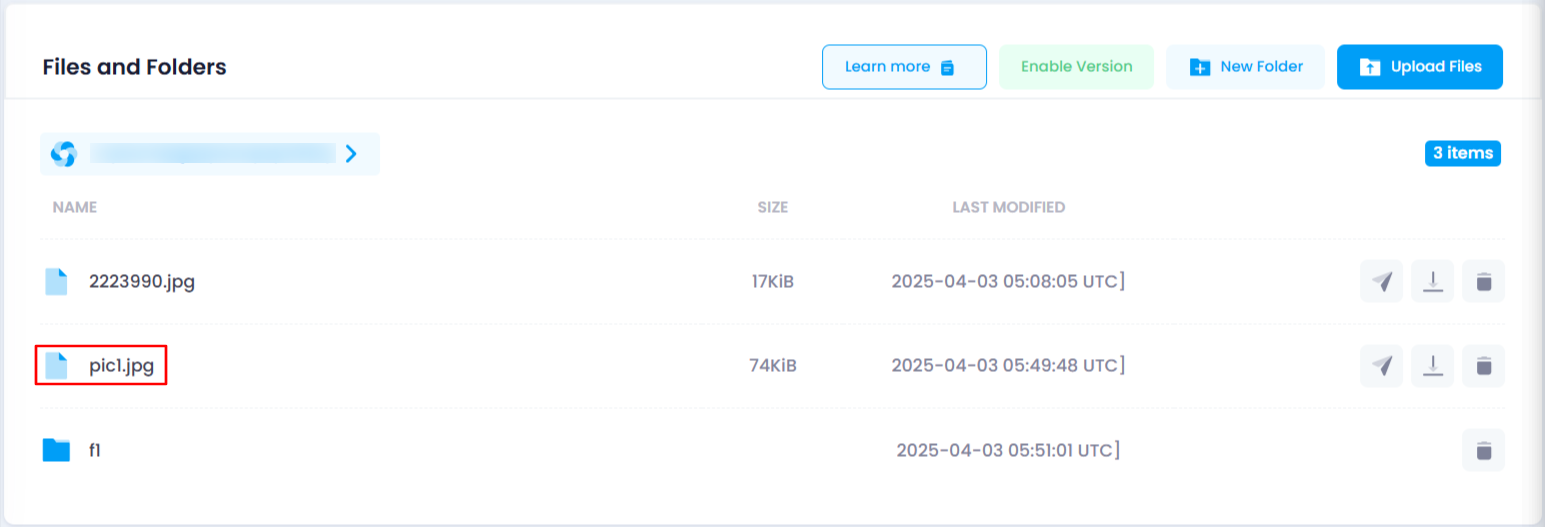 Files and Folders
Learn more
Enable Version
New Folder
Upload Files
3 items
NAME SIZE LAST MODIFIED
2223990.jpg 17KiB 2025-04-03 05:08:05 UTC]
pic1.jpg 74KiB 2025-04-03 05:49:48 UTC]
f1 2025-04-03 05:51:01 UTC]